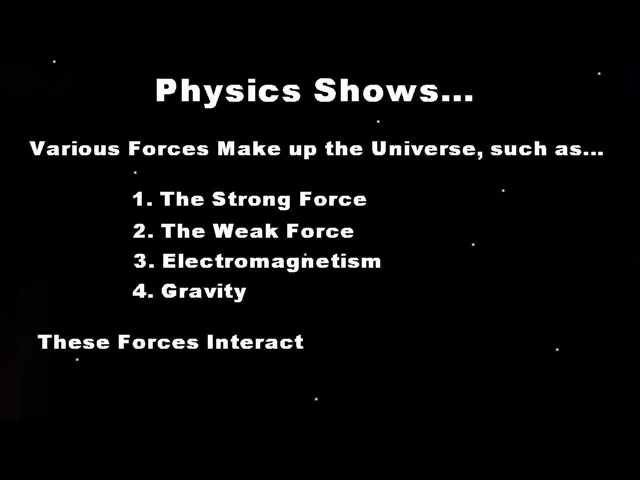 Physics Shows...
Various Forces Make up the Universe, such as...
1. The Strong Force
2. The Weak Force
3. Electromagnetism
4. Gravity
These Forces Interact